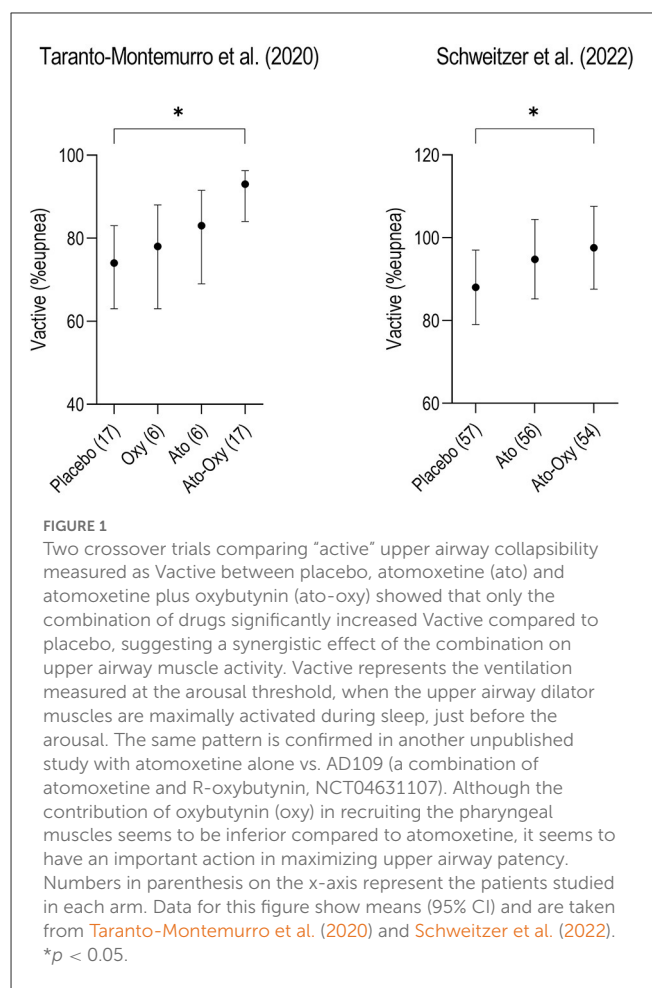 Taranto-Montemurro et al. (2020)
*
100
80
60
40
Vactive (%eupnea)
Placebo (17)
Oxy (6)
Ato (6)
Ato-Oxy (17)
Schweitzer et al. (2022)
*
120
100
80
60
Vactive (%eupnea)
Placebo (57)
Ato (56)
Ato-Oxy (54)
FIGURE 1
Two crossover trials comparing "active" upper airway collapsibility
measured as Vactive between placebo, atomoxetine (ato) and
atomoxetine plus oxybutynin (ato-oxy) showed that only the
combination of drugs significantly increased Vactive compared to
placebo, suggesting a synergistic effect of the combination on
upper airway muscle activity. Vactive represents the ventilation
measured at the arousal threshold, when the upper airway dilator
muscles are maximally activated during sleep, just before the
arousal. The same pattern is confirmed in another unpublished
study with atomoxetine alone vs. AD109 (a combination of
atomoxetine and R-oxybutynin, NCT04631107). Although the
contribution of oxybutynin (oxy) in recruiting the pharyngeal
muscles seems to be inferior compared to atomoxetine, it seems to
have an important action in maximizing upper airway patency.
Numbers in parenthesis on the x-axis represent the patients studied
in each arm. Data for this figure show means (95% CI) and are taken
from Taranto-Montemurro et al. (2020) and Schweitzer et al. (2022).
*p < 0.05.